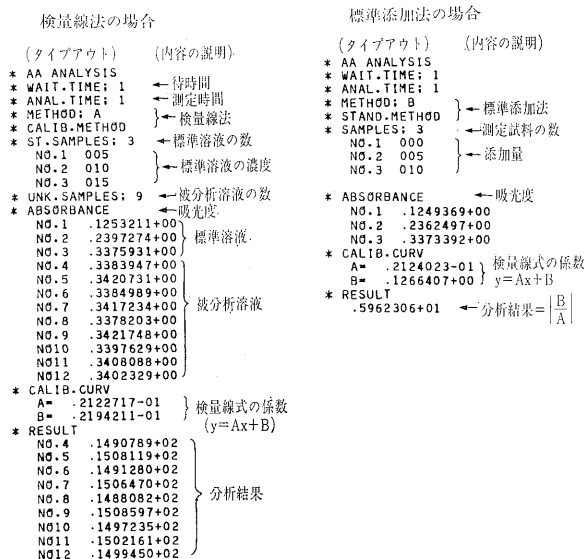 検量線法の場合
(タイプアウト) (内容の説明)
* AA ANALYSIS
* WAIT.TIME; 1 ←待時間
* ANAL.TIME; 1 ←測定時間
* METHOD; A
* CALIB.METHOD
←検量線法
* ST.SAMPLES; 3 ←標準溶液の数
NO.1 005
NO.2 010
NO.3 015
←標準溶液の濃度
* UNK.SAMPLES; 9 ←被分析溶液の数
* ABSORBANCE ←吸光度
NO.1 .1253211+00
NO.2 .2397274+00
NO.3 .3375931+00
標準溶液
NO.4 .3383947+00
NO.5 .3420731+00
NO.6 .3384989+00
NO.7 .3417234+00
NO.8 .3378203+00
NO.9 .3421748+00
NO10 .3397629+00
NO11 .3408088+00
NO12 .3402329+00
被分析溶液
* CALIB.CURV
A= .2122717-01
B= .2194211-01
検量線式の係数
(y=Ax+B)
* RESULT
NO.4 .1490789+02
NO.5 .1508119+02
NO.6 .1491280+02
NO.7 .1506470+02
NO.8 .1488082+02
NO.9 .1508597+02
NO10 .1497235+02
NO11 .1502161+02
NO12 .1499450+02
分析結果
標準添加法の場合
(タイプアウト) (内容の説明)
* AA ANALYSIS
* WAIT.TIME; 1
* ANAL.TIME; 1
* METHOD; B
* STAND.METHOD
←標準添加法
* SAMPLES; 3 ←測定試料の数
NO.1 000
NO.2 005
NO.3 010
←添加量
* ABSORBANCE ←吸光度
NO.1 .1249369+00
NO.2 .2362497+00
NO.3 .3373392+00
* CALIB.CURV
A= .2124023-01
B= .1266407+00
検量線式の係数
y=Ax+B
* RESULT
.5962306+01 ←分析結果=|B/A|